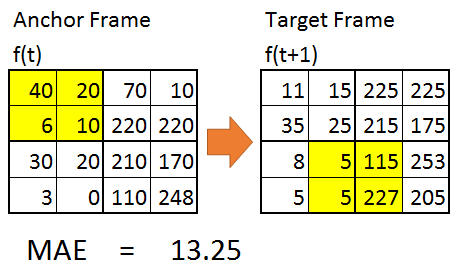 Anchor Frame Target Frame
f(t) f(t+1)
40 20 70 10 11 15 225 225
6 10 220 220 35 25 215 175
30 20 210 170 8 5 115 253
3 0 110 248 5 5 227 205
MAE = 13.25